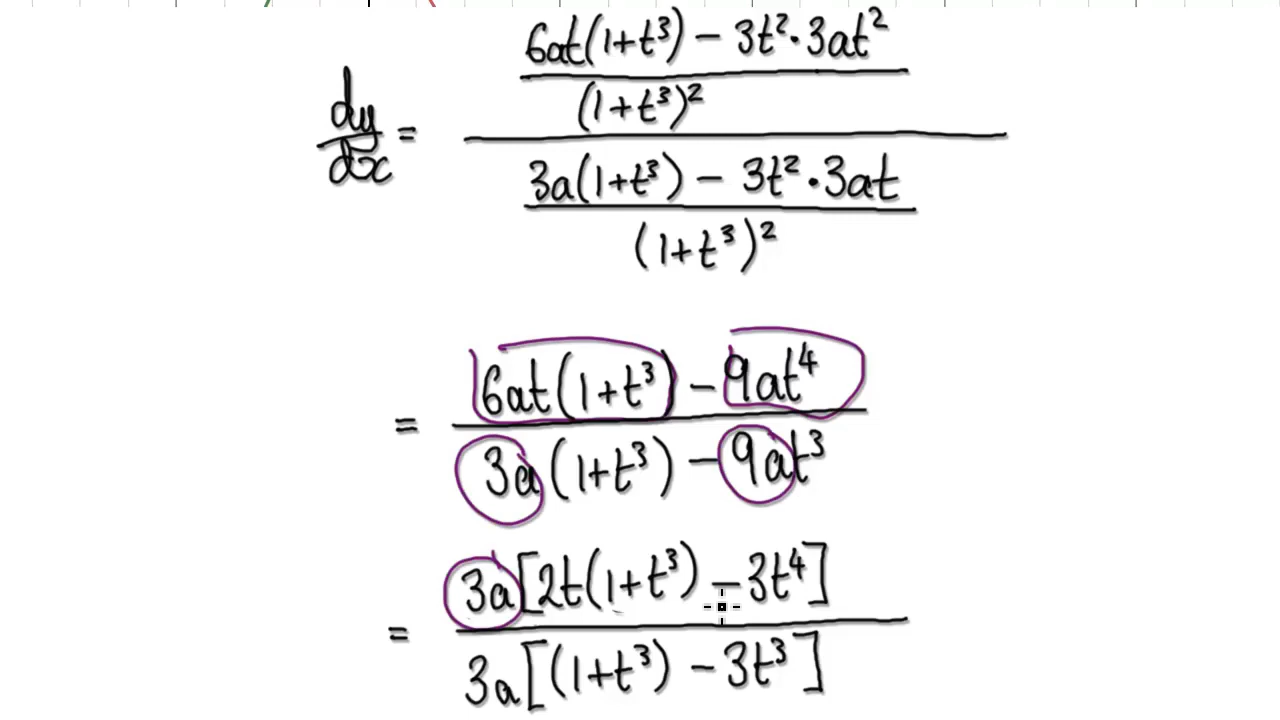 6at(1+t³) − 3t²·3at²
(1+t³)²
dy/dx =
3a(1+t³) − 3t²·3at
(1+t³)²
6at(1+t³) − 9at⁴
=
3a(1+t³) − 9at³
3a[2t(1+t³) − 3t⁴]
=
3a[(1+t³) − 3t³]